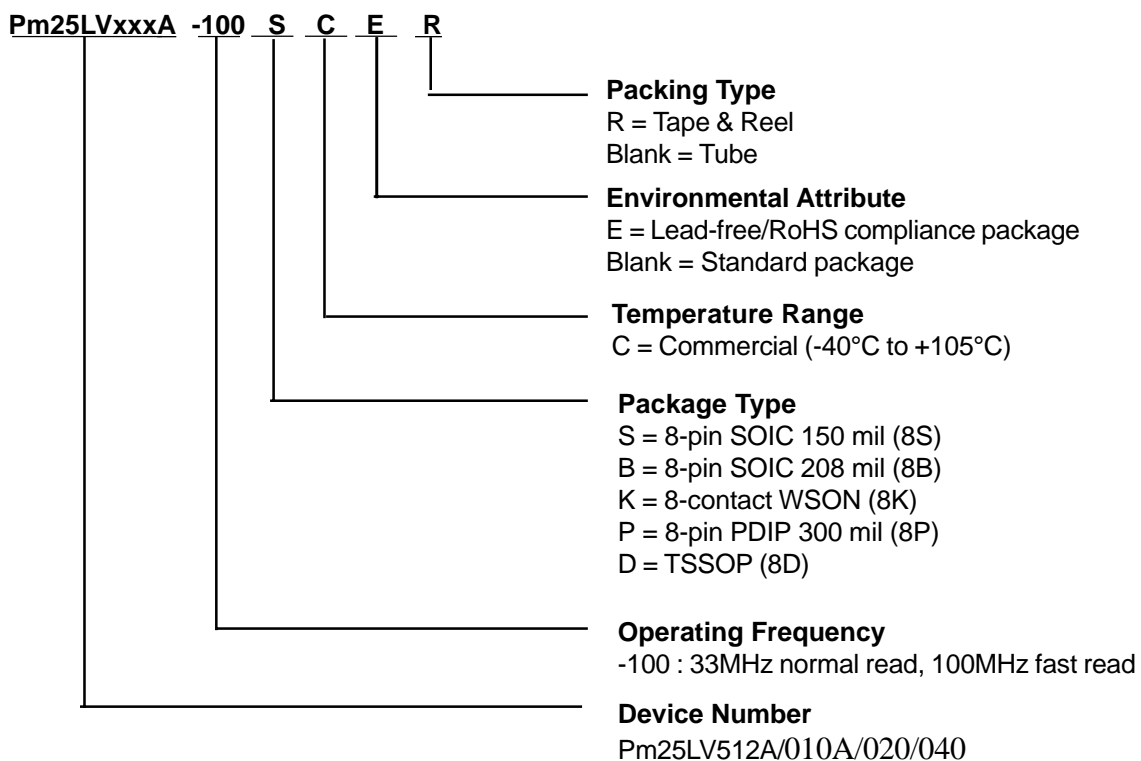 Pm25LVxxxA -100 S C E R
Packing Type
R = Tape & Reel
Blank = Tube
Environmental Attribute
E = Lead-free/RoHS compliance package
Blank = Standard package
Temperature Range
C = Commercial (-40°C to +105°C)
Package Type
S = 8-pin SOIC 150 mil (8S)
B = 8-pin SOIC 208 mil (8B)
K = 8-contact WSON (8K)
P = 8-pin PDIP 300 mil (8P)
D = TSSOP (8D)
Operating Frequency
-100 : 33MHz normal read, 100MHz fast read
Device Number
Pm25LV512A/010A/020/040